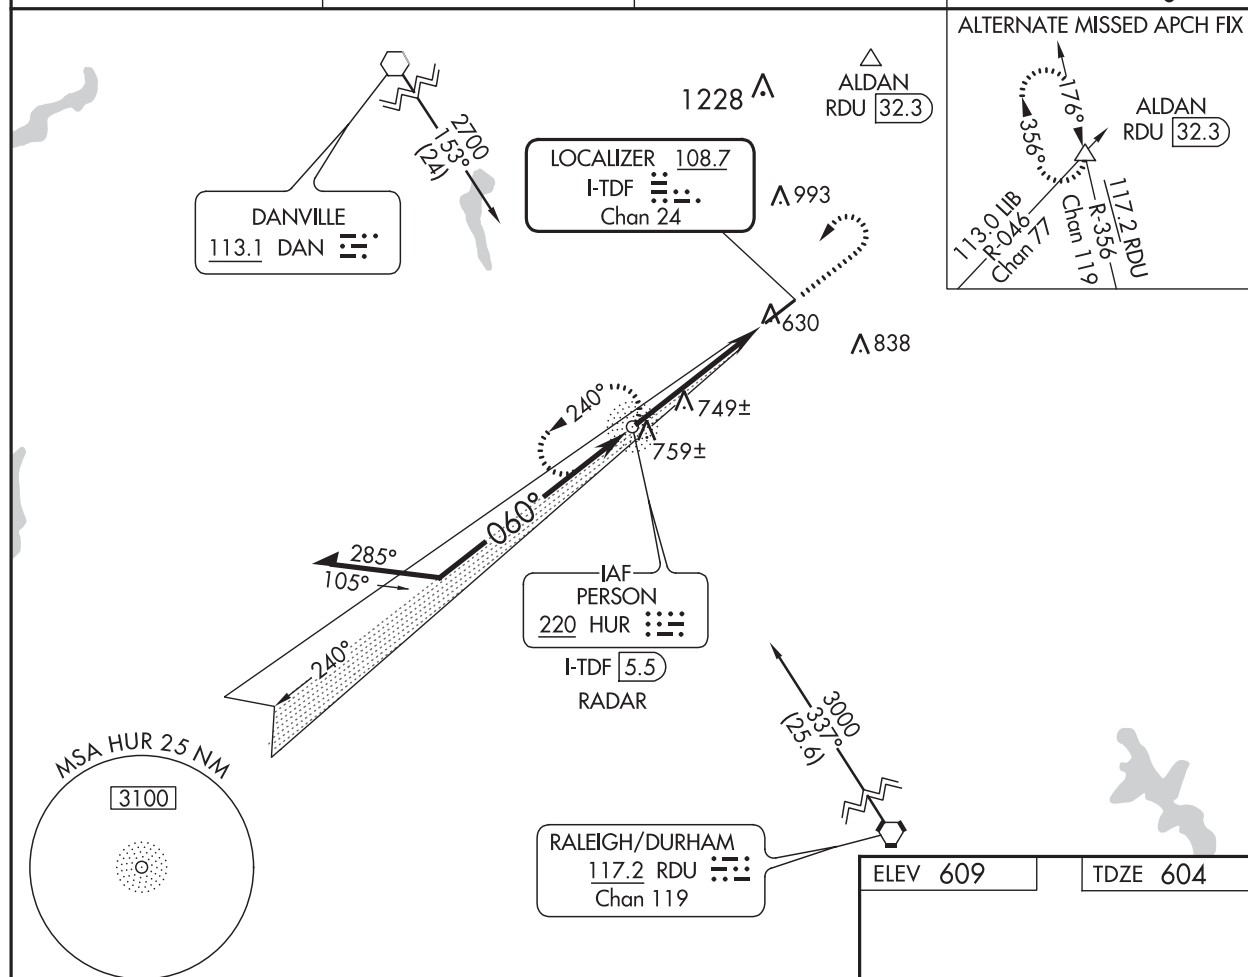 ALTERNATE MISSED APCH FIX
176°
356°
ALDAN
RDU 32.3
113.0 LIB
R-046
Chan 77
117.2 RDU
R-356
Chan 119
1228
ALDAN
RDU 32.3
2700
153°
(24)
DANVILLE
113.1 DAN
LOCALIZER 108.7
I-TDF
Chan 24
993
630
838
240°
749±
759±
060°
285°
105°
240°
IAF
PERSON
220 HUR
I-TDF 5.5
RADAR
MSA HUR 25 NM
3100
3000
337°
(25.6)
RALEIGH/DURHAM
117.2 RDU
Chan 119
ELEV 609
TDZE 604